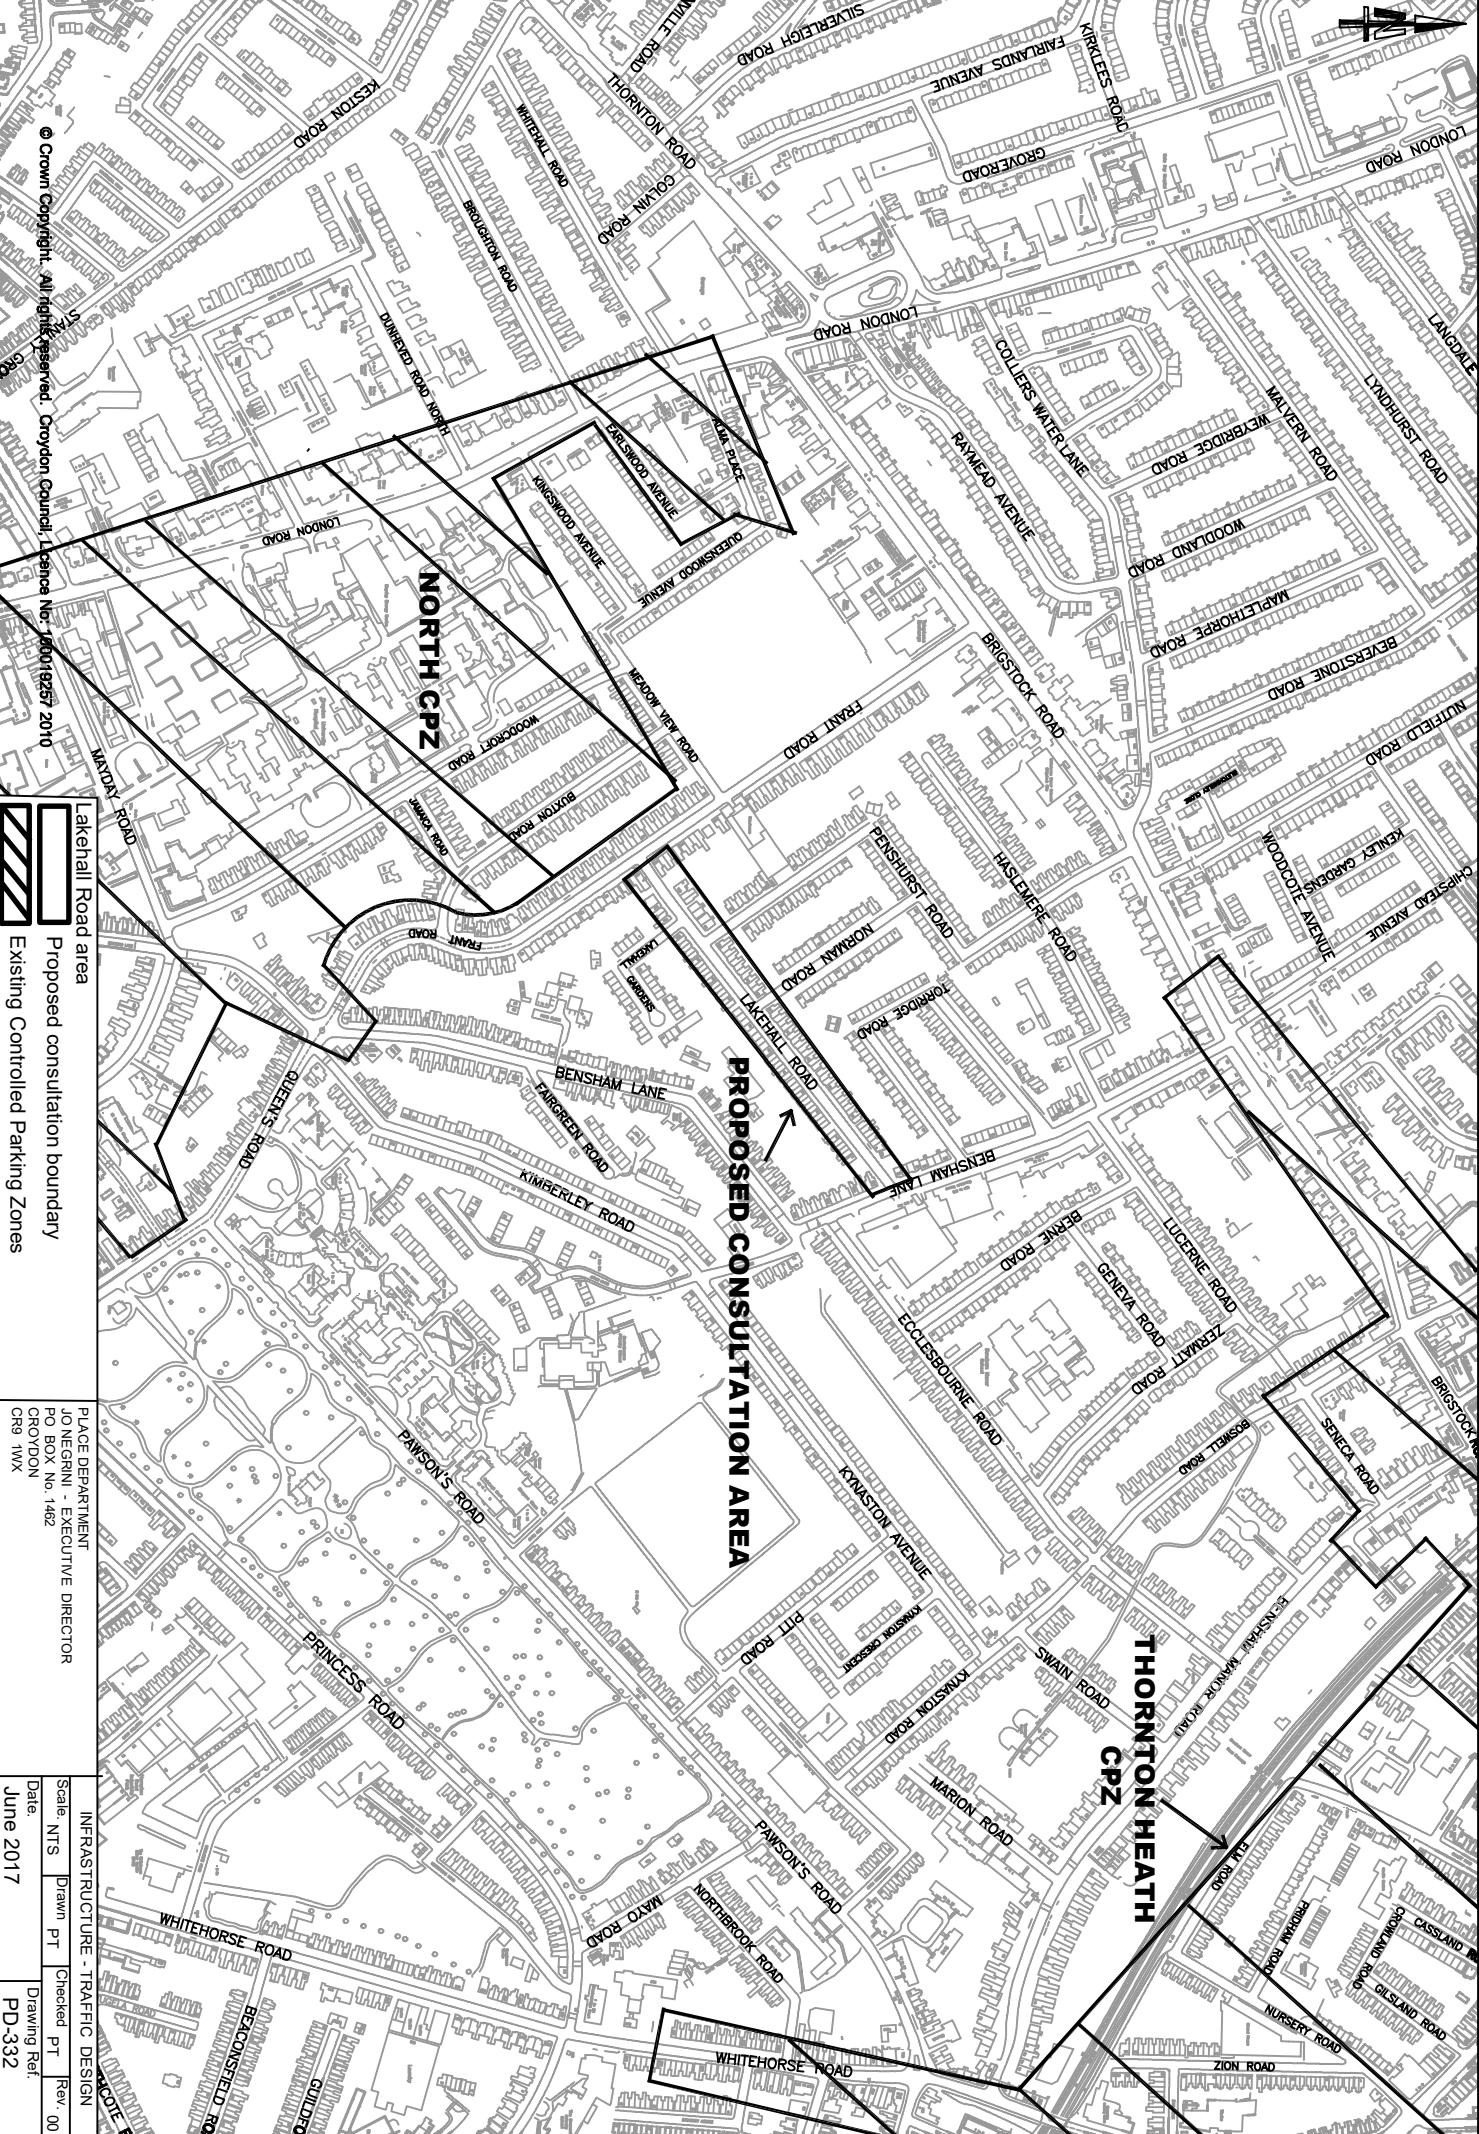 N
KESTON ROAD
WHITEHALL ROAD
THORNTON ROAD
COLVIN ROAD
SILVERLEIGH ROAD
FAIRLANDS AVENUE
KIRKLEES ROAD
GROVEROAD
LONDON ROAD
BROUGHTON ROAD
DUNHEVED ROAD NORTH
LONDON ROAD
COLLIERS WATER LANE
RAYMEAD AVENUE
WEYBRIDGE ROAD
MALVERN ROAD
LYNDHURST ROAD
LANGDALE
WOODLAND ROAD
MAPLETHORPE ROAD
BEVERSTONE ROAD
NUTFIELD ROAD
ALMA PLACE
EARLSWOOD AVENUE
KINGSWOOD AVENUE
QUEENSWOOD AVENUE
LONDON ROAD
NORTH CPZ
MEADOW VIEW ROAD
BRIGSTOCK ROAD
FRANT ROAD
WOODCROFT ROAD
BUXTON ROAD
JAMAICA ROAD
MAYDAY ROAD
FRANT ROAD
PENSHURST ROAD
HASLEMERE ROAD
NORMAN ROAD
TORRIDGE ROAD
WOODCOTE AVENUE
KENLEY GARDENS
CHIPSTEAD AVENUE
LAKEHALL GARDENS
LAKEHALL ROAD
PROPOSED CONSULTATION AREA
BENSHAM LANE
FAIRGREEN ROAD
KIMBERLEY ROAD
QUEEN'S ROAD
BENSHAM LANE
BERNE ROAD
LUCERNE ROAD
GENEVA ROAD
ZERMATT ROAD
ECCLESBOURNE ROAD
BOSWELL ROAD
SENECA ROAD
KYNASTON AVENUE
KYNASTON CRESCENT
KYNASTON ROAD
PITT ROAD
PAWSON'S ROAD
PRINCESS ROAD
SWAIN ROAD
BENSHAM MANOR ROAD
MARION ROAD
THORNTON HEATH
CPZ
ELM ROAD
PRIDHAM ROAD
CROWLAND ROAD
CASSLAND
GILSLAND ROAD
NURSERY ROAD
ZION ROAD
PAWSON'S ROAD
NORTHBROOK ROAD
MAYO ROAD
WHITEHORSE ROAD
WHITEHORSE ROAD
BEACONSFIELD RO
GUILDFO
© Crown Copyright. All rights reserved. Croydon Council, Licence No: 100019257 2010
Lakehall Road area
Proposed consultation boundary
Existing Controlled Parking Zones
PLACE DEPARTMENT
JO NEGRINI - EXECUTIVE DIRECTOR
PO BOX No. 1462
CROYDON
CR9 1WX
INFRASTRUCTURE - TRAFFIC DESIGN
Scale. NTS
Drawn PT
Checked PT
Rev. 00
Date.
June 2017
Drawing Ref.
PD-332